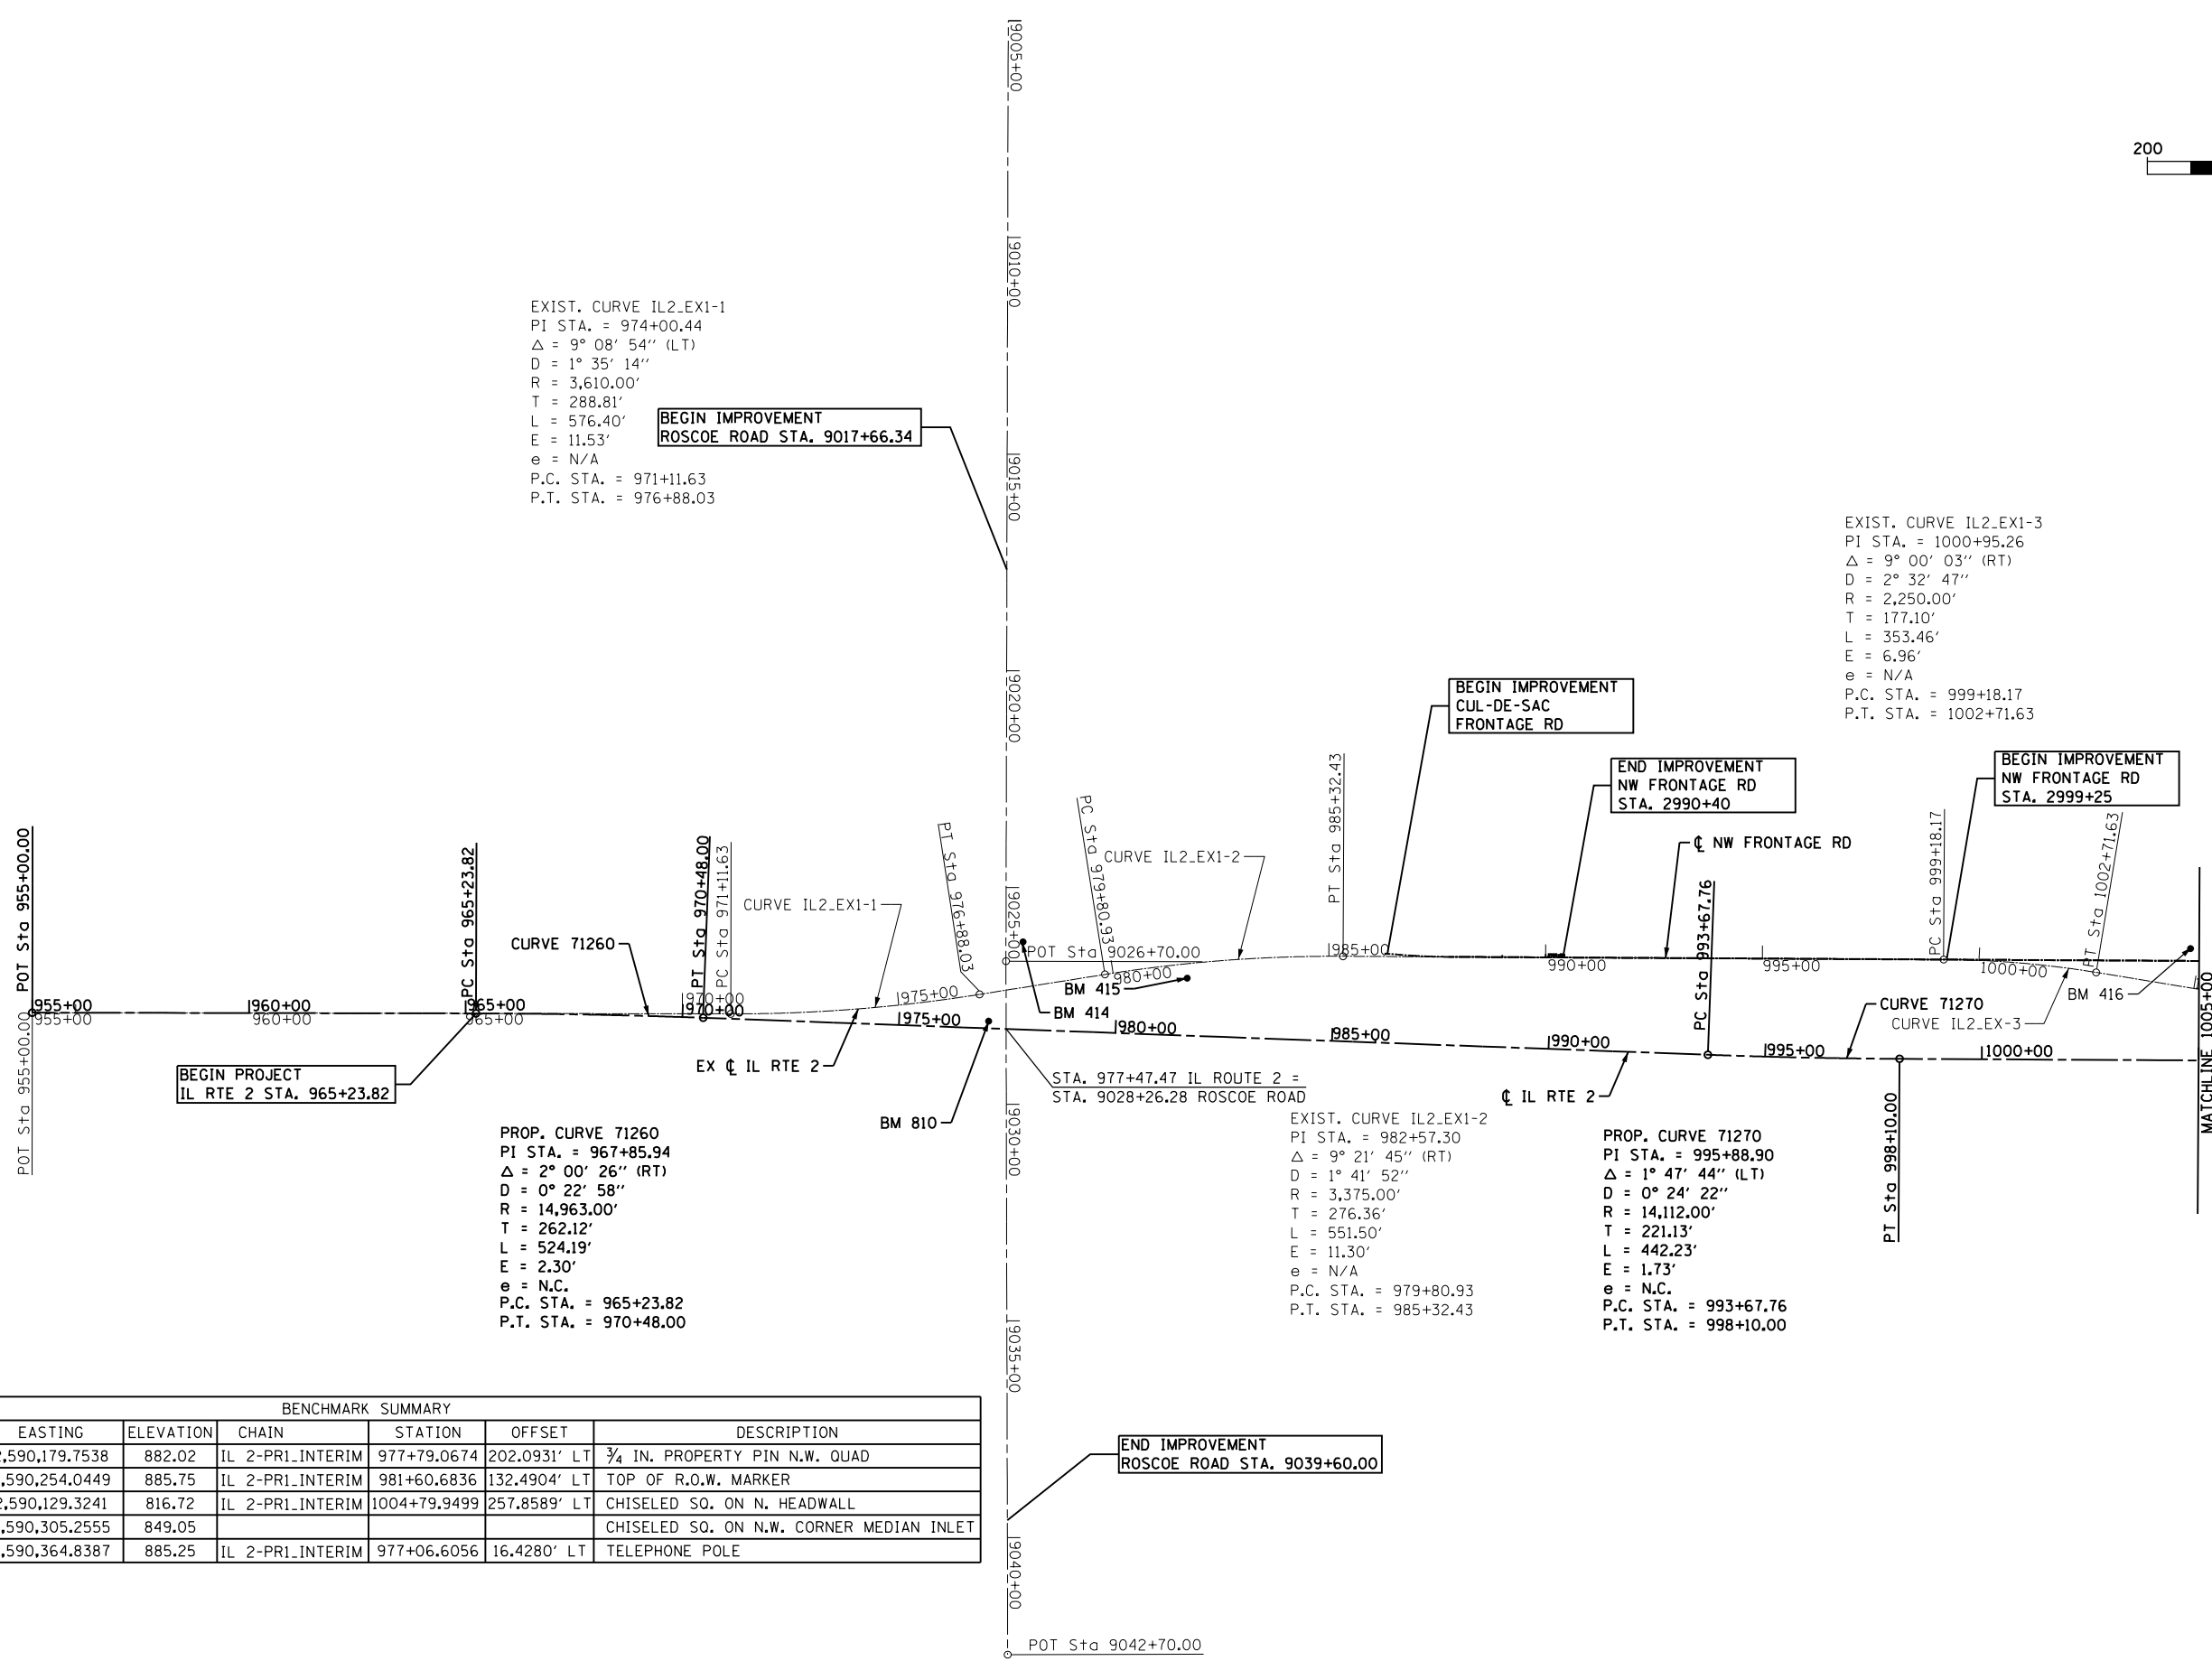 9005+00
200
9010+00
EXIST. CURVE IL2_EX1-1
PI STA. = 974+00.44
Δ = 9° 08' 54'' (LT)
D = 1° 35' 14''
R = 3,610.00'
T = 288.81'
L = 576.40'
E = 11.53'
e = N/A
P.C. STA. = 971+11.63
P.T. STA. = 976+88.03
BEGIN IMPROVEMENT
ROSCOE ROAD STA. 9017+66.34
9015+00
EXIST. CURVE IL2_EX1-3
PI STA. = 1000+95.26
Δ = 9° 00' 03'' (RT)
D = 2° 32' 47''
R = 2,250.00'
T = 177.10'
L = 353.46'
E = 6.96'
e = N/A
P.C. STA. = 999+18.17
P.T. STA. = 1002+71.63
9020+00
BEGIN IMPROVEMENT
CUL-DE-SAC
FRONTAGE RD
END IMPROVEMENT
NW FRONTAGE RD
STA. 2990+40
BEGIN IMPROVEMENT
NW FRONTAGE RD
STA. 2999+25
POT Sta 955+00.00
PC Sta 965+23.82
PT Sta 970+48.00
PC Sta 971+11.63
PT Sta 976+88.03
PC Sta 979+80.93
PT Sta 985+32.43
PC Sta 993+67.76
PC Sta 999+18.17
PT Sta 1002+71.63
CURVE IL2_EX1-2
℄ NW FRONTAGE RD
CURVE IL2_EX1-1
CURVE 71260
9025+00
POT Sta 9026+70.00
985+00
990+00
995+00
1000+00
980+00
BM 415
BM 414
BM 416
975+00
970+00
955+00
960+00
965+00
970+00
975+00
980+00
985+00
990+00
995+00
1000+00
955+00
960+00
965+00
POT Sta 955+00.00
CURVE 71270
CURVE IL2_EX-3
MATCHLINE 1005+00
EX ℄ IL RTE 2
BEGIN PROJECT
IL RTE 2 STA. 965+23.82
STA. 977+47.47 IL ROUTE 2 =
STA. 9028+26.28 ROSCOE ROAD
℄ IL RTE 2
BM 810
9030+00
PT Sta 998+10.00
PROP. CURVE 71260
PI STA. = 967+85.94
Δ = 2° 00' 26'' (RT)
D = 0° 22' 58''
R = 14,963.00'
T = 262.12'
L = 524.19'
E = 2.30'
e = N.C.
P.C. STA. = 965+23.82
P.T. STA. = 970+48.00
EXIST. CURVE IL2_EX1-2
PI STA. = 982+57.30
Δ = 9° 21' 45'' (RT)
D = 1° 41' 52''
R = 3,375.00'
T = 276.36'
L = 551.50'
E = 11.30'
e = N/A
P.C. STA. = 979+80.93
P.T. STA. = 985+32.43
PROP. CURVE 71270
PI STA. = 995+88.90
Δ = 1° 47' 44'' (LT)
D = 0° 24' 22''
R = 14,112.00'
T = 221.13'
L = 442.23'
E = 1.73'
e = N.C.
P.C. STA. = 993+67.76
P.T. STA. = 998+10.00
9035+00
BENCHMARK SUMMARY
EASTING ELEVATION CHAIN STATION OFFSET DESCRIPTION
,590,179.7538 882.02 IL 2-PR1_INTERIM 977+79.0674 202.0931' LT ¾ IN. PROPERTY PIN N.W. QUAD
,590,254.0449 885.75 IL 2-PR1_INTERIM 981+60.6836 132.4904' LT TOP OF R.O.W. MARKER
,590,129.3241 816.72 IL 2-PR1_INTERIM 1004+79.9499 257.8589' LT CHISELED SQ. ON N. HEADWALL
,590,305.2555 849.05 CHISELED SQ. ON N.W. CORNER MEDIAN INLET
,590,364.8387 885.25 IL 2-PR1_INTERIM 977+06.6056 16.4280' LT TELEPHONE POLE
END IMPROVEMENT
ROSCOE ROAD STA. 9039+60.00
9040+00
POT Sta 9042+70.00